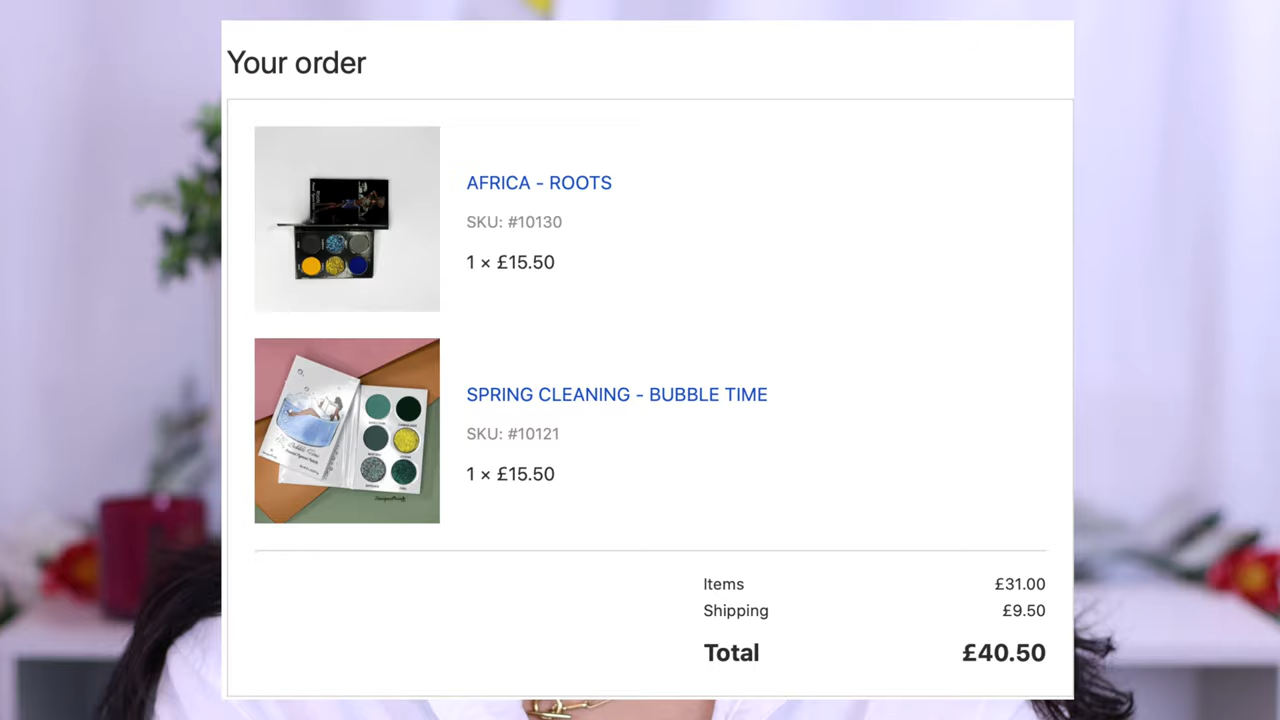 Your order
AFRICA - ROOTS
SKU: #10130
1 × £15.50
SPRING CLEANING - BUBBLE TIME
SKU: #10121
1 × £15.50
Items £31.00
Shipping £9.50
Total £40.50